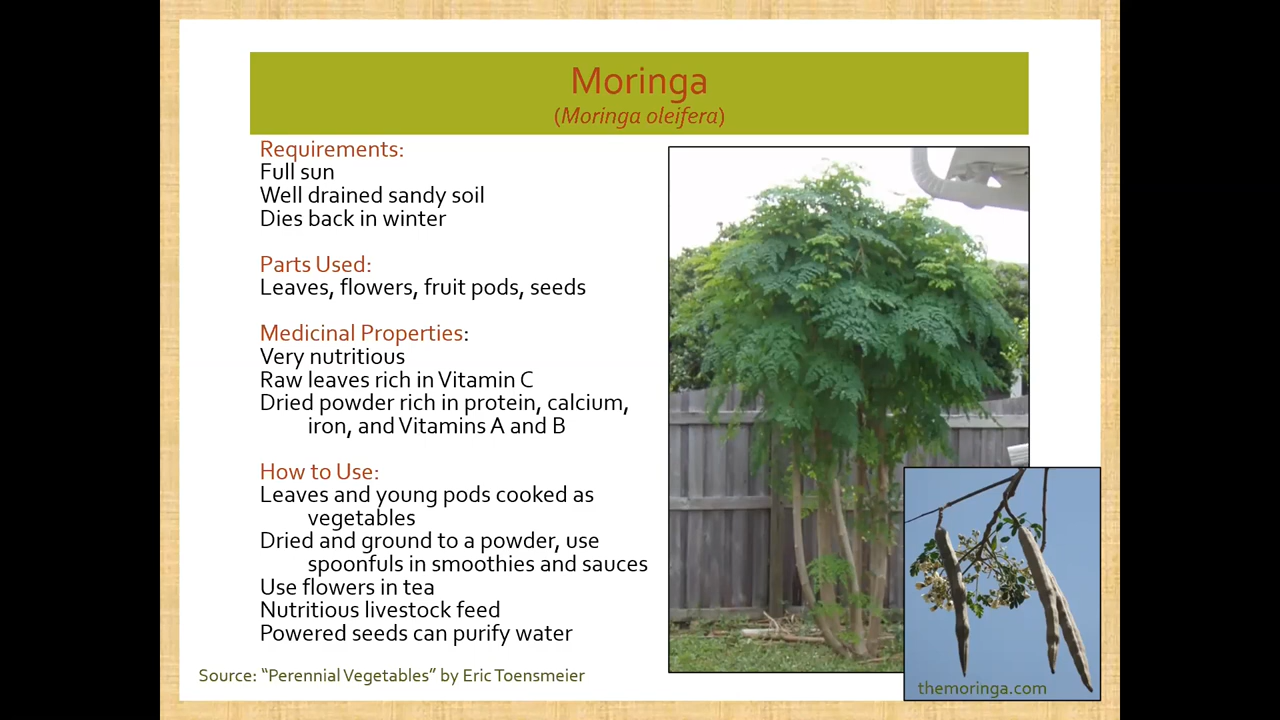 Moringa
(Moringa oleifera)
Requirements:
Full sun
Well drained sandy soil
Dies back in winter
Parts Used:
Leaves, flowers, fruit pods, seeds
Medicinal Properties:
Very nutritious
Raw leaves rich in Vitamin C
Dried powder rich in protein, calcium,
iron, and Vitamins A and B
How to Use:
Leaves and young pods cooked as
vegetables
Dried and ground to a powder, use
spoonfuls in smoothies and sauces
Use flowers in tea
Nutritious livestock feed
Powered seeds can purify water
Source: “Perennial Vegetables” by Eric Toensmeier
themoringa.com